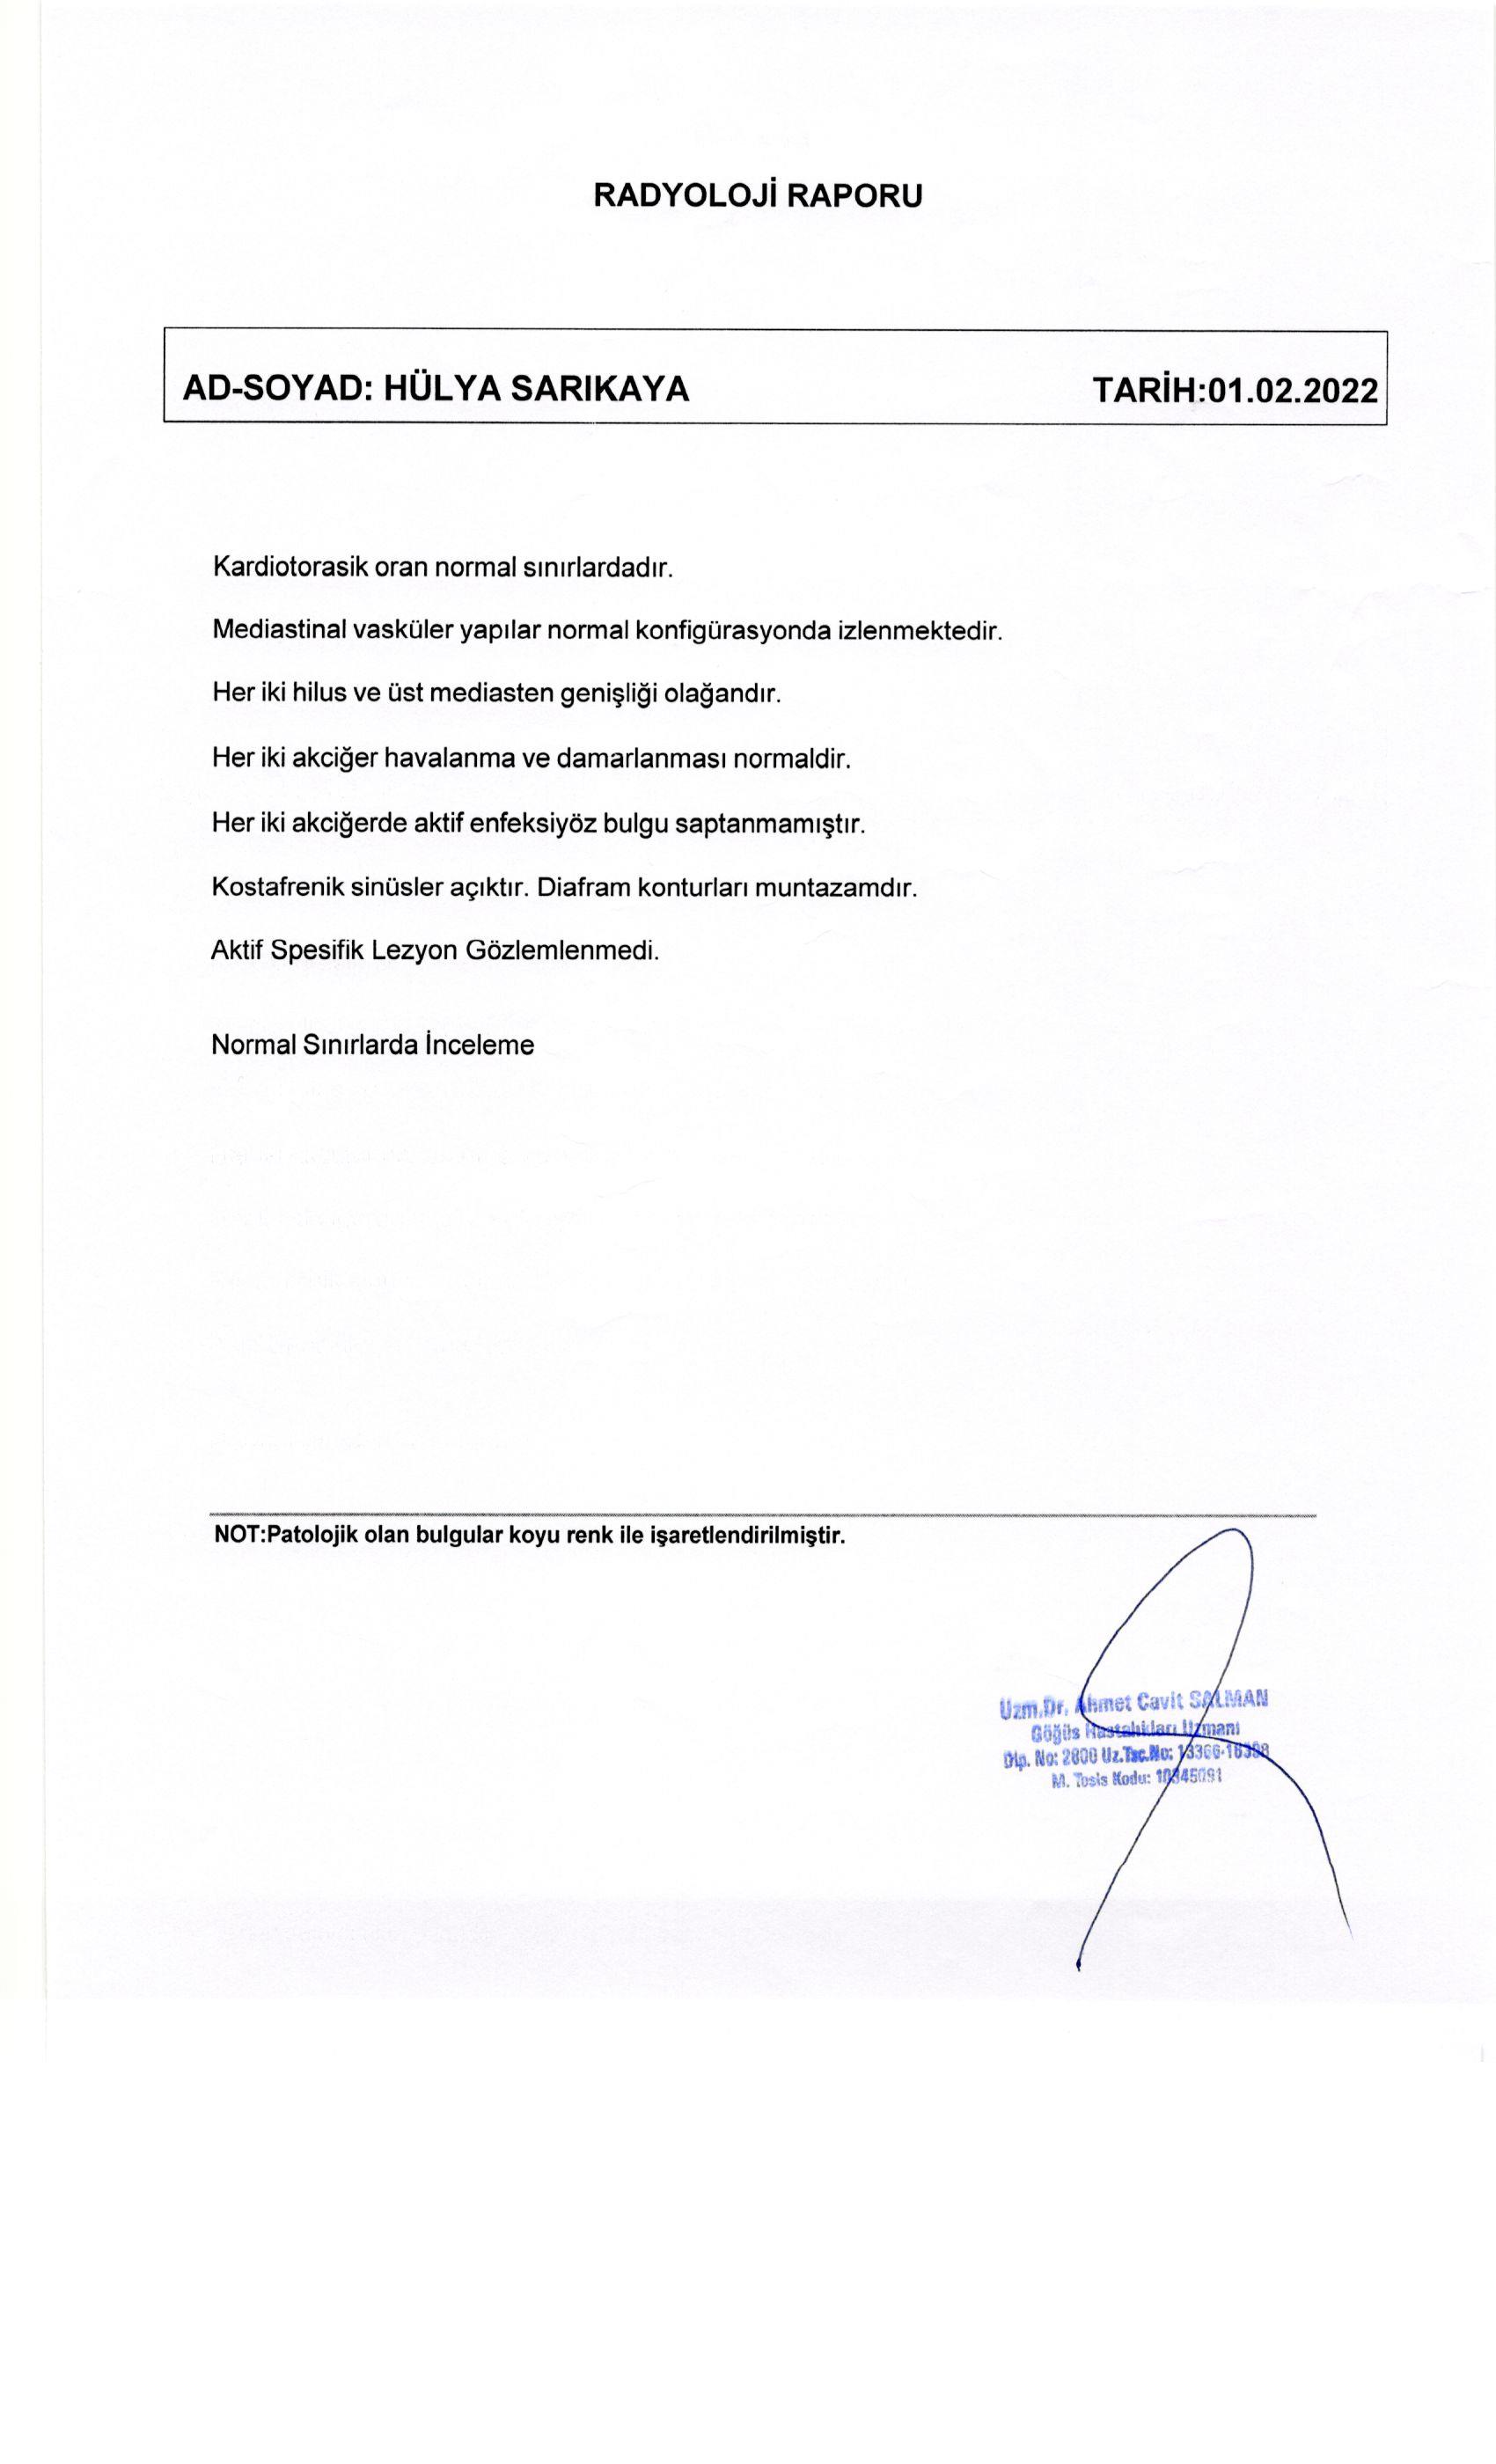 RADYOLOJİ RAPORU
AD-SOYAD: HÜLYA SARIKAYA TARİH:01.02.2022
Kardiotorasik oran normal sınırlardadır.
Mediastinal vasküler yapılar normal konfigürasyonda izlenmektedir.
Her iki hilus ve üst mediasten genişliği olağandır.
Her iki akciğer havalanma ve damarlanması normaldir.
Her iki akciğerde aktif enfeksiyöz bulgu saptanmamıştır.
Kostafrenik sinüsler açıktır. Diafram konturları muntazamdır.
Aktif Spesifik Lezyon Gözlemlenmedi.
Normal Sınırlarda İnceleme
NOT:Patolojik olan bulgular koyu renk ile işaretlendirilmiştir.
Uzm.Dr. Ahmet Cavit SALMAN
Göğüs Hastalıkları Uzmanı
Dip. No: 2800 Uz.Tsc.No:
M. Tesis Kodu: